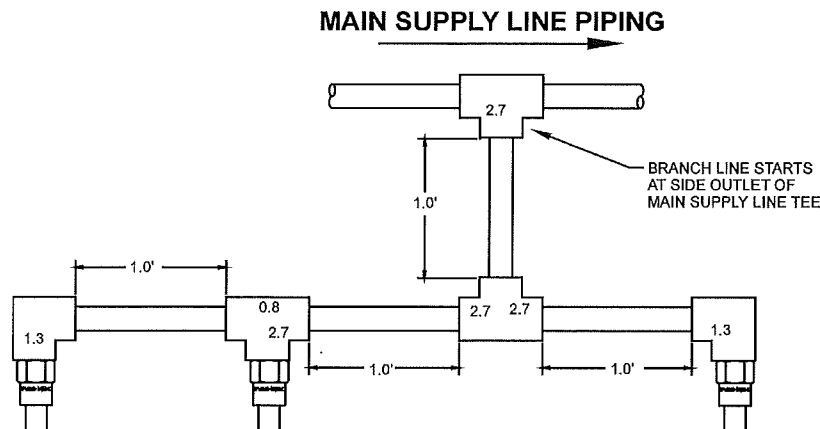 MAIN SUPPLY LINE PIPING
2.7
BRANCH LINE STARTS
AT SIDE OUTLET OF
MAIN SUPPLY LINE TEE
1.0'
1.0'
0.8
1.3
2.7
2.7
2.7
1.3
1.0'
1.0'